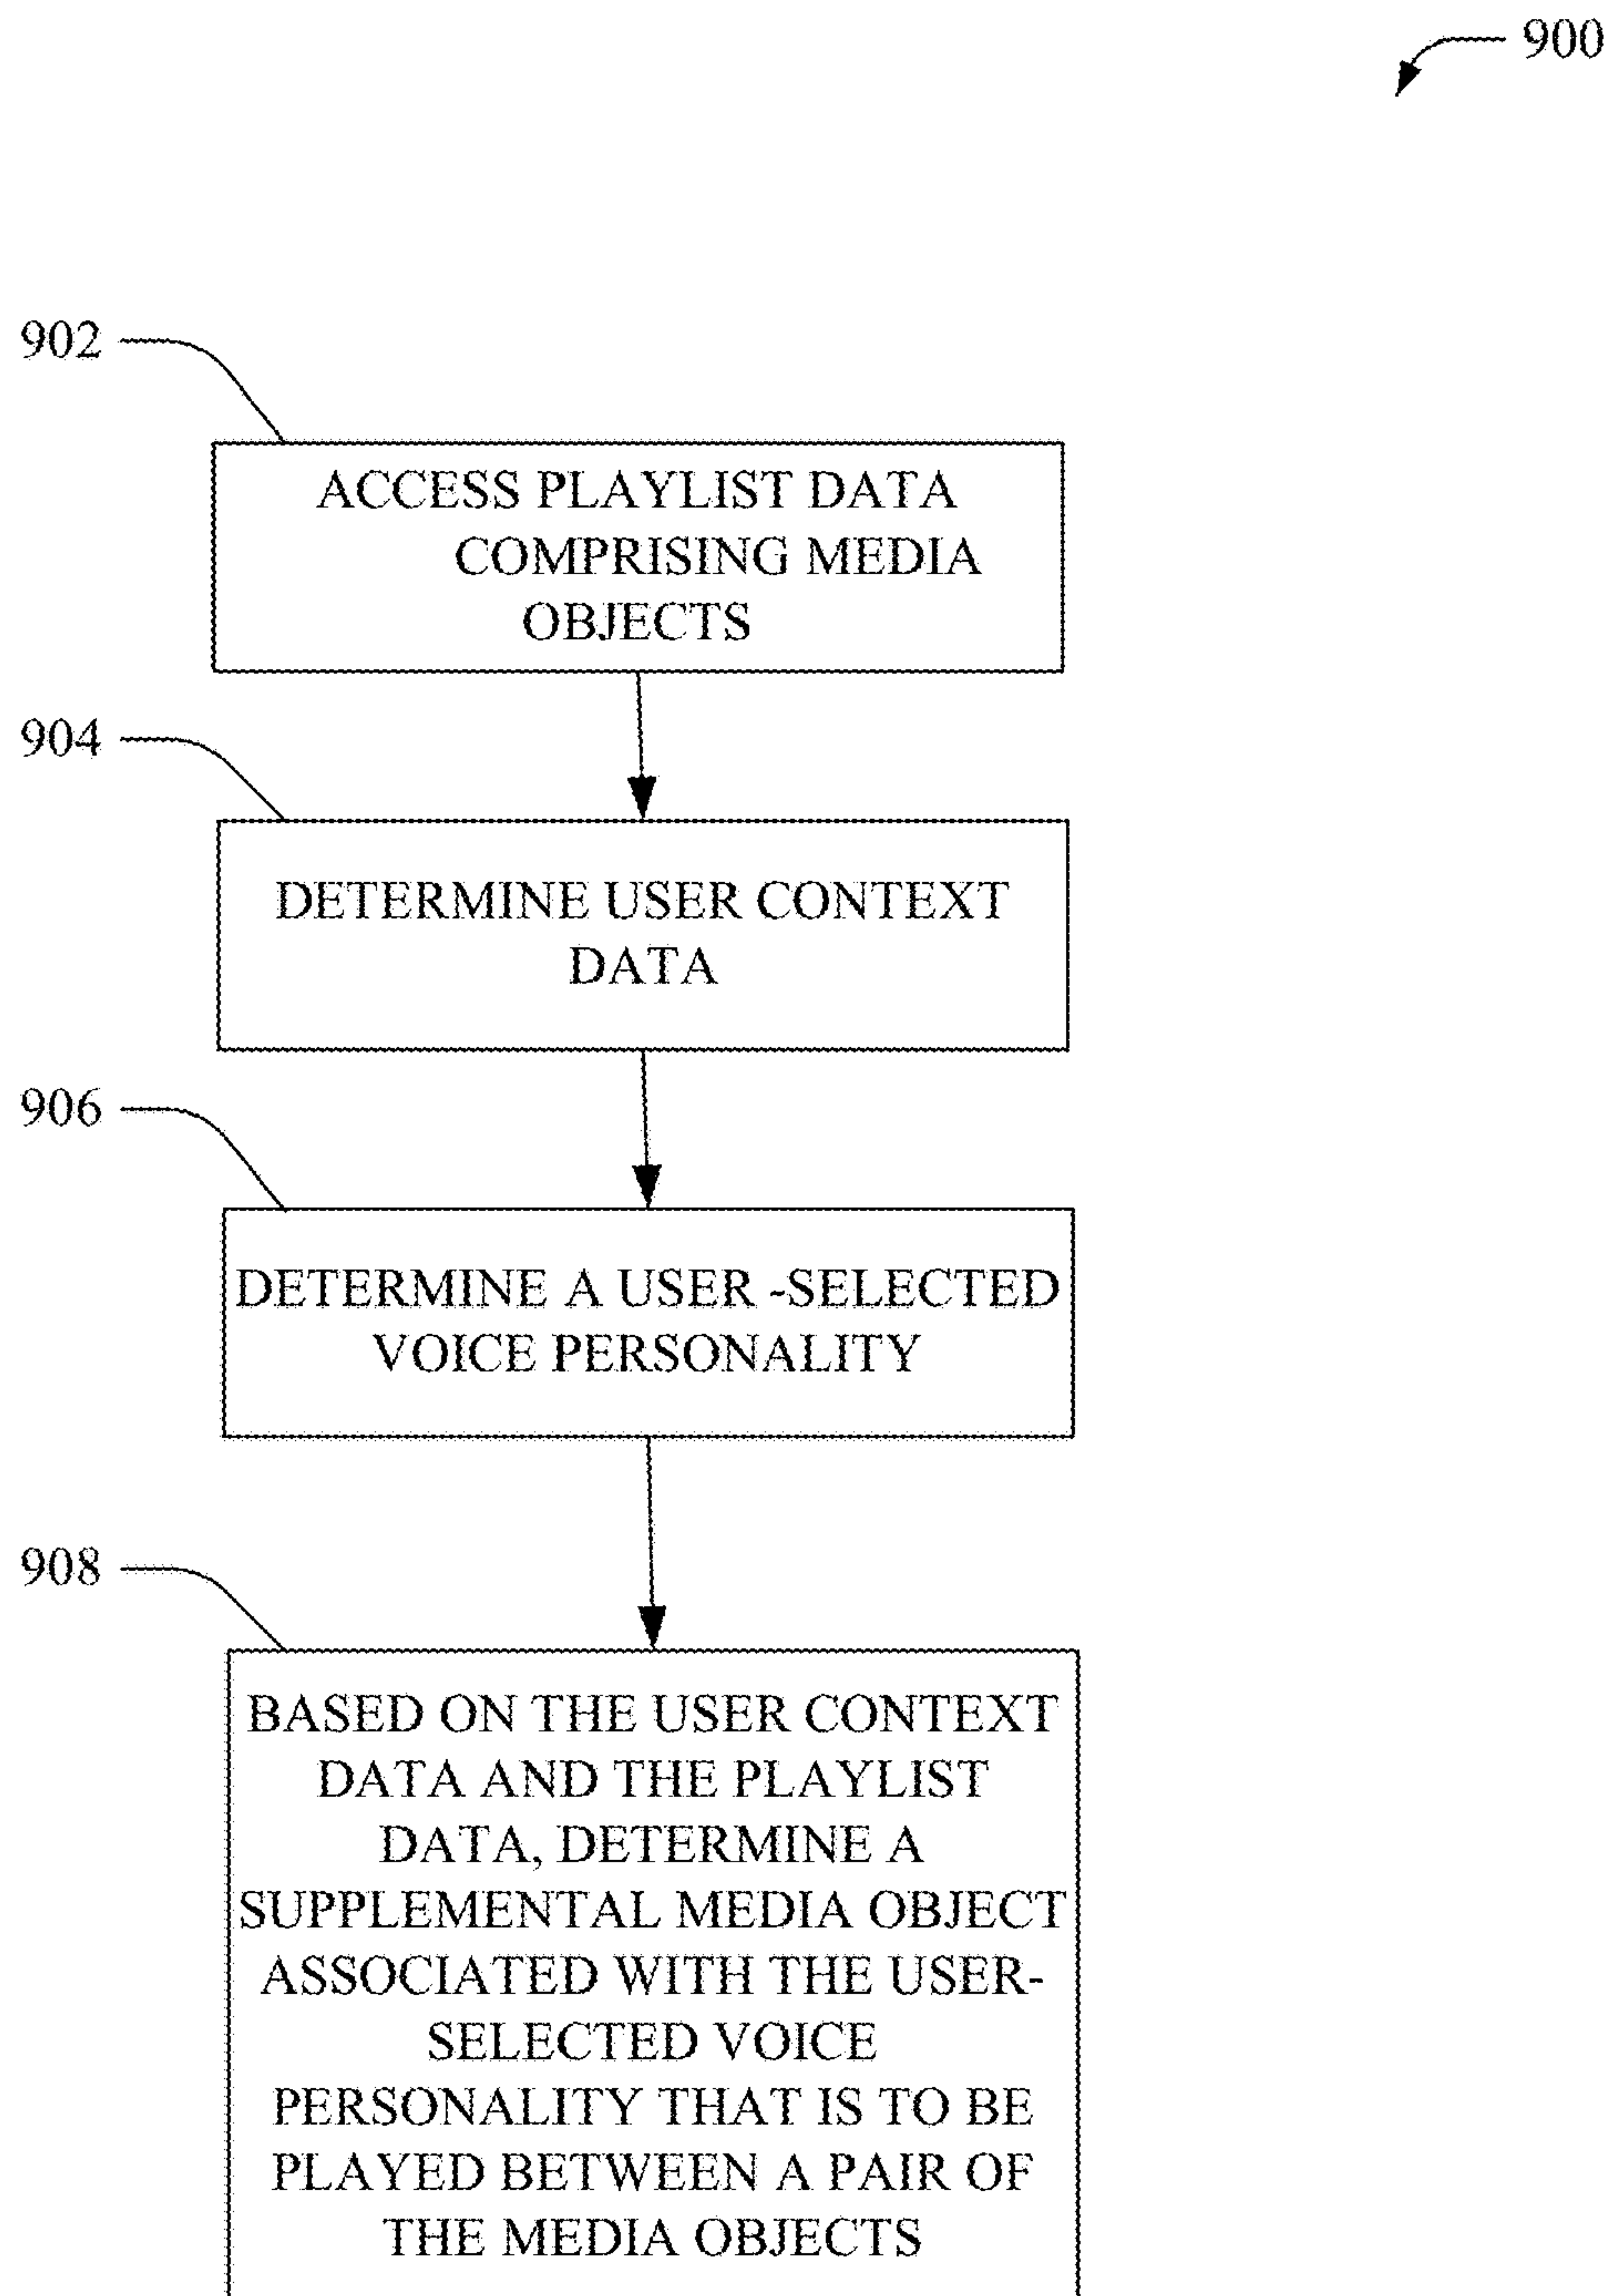 900
902
ACCESS PLAYLIST DATA
COMPRISING MEDIA
OBJECTS
904
DETERMINE USER CONTEXT
DATA
906
DETERMINE A USER -SELECTED
VOICE PERSONALITY
908
BASED ON THE USER CONTEXT
DATA AND THE PLAYLIST
DATA, DETERMINE A
SUPPLEMENTAL MEDIA OBJECT
ASSOCIATED WITH THE USER-
SELECTED VOICE
PERSONALITY THAT IS TO BE
PLAYED BETWEEN A PAIR OF
THE MEDIA OBJECTS